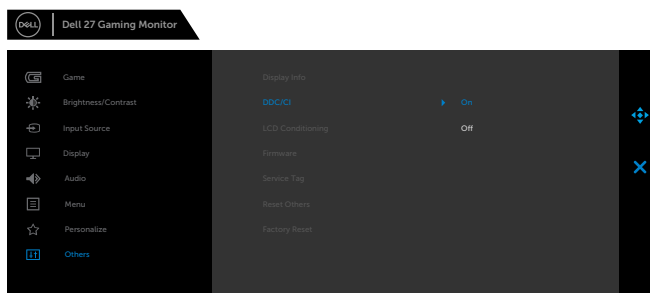 DELL
Dell 27 Gaming Monitor
Game
Display Info
Brightness/Contrast
DDC/CI
On
Input Source
LCD Conditioning
Off
Display
Firmware
Audio
Service Tag
Menu
Reset Others
Personalize
Factory Reset
Others